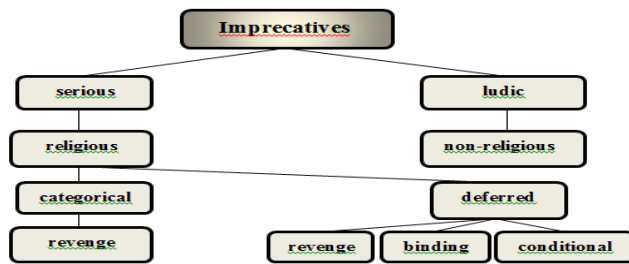 Imprecatives
serious
ludic
religious
non-religious
categorical
deferred
revenge
revenge
binding
conditional